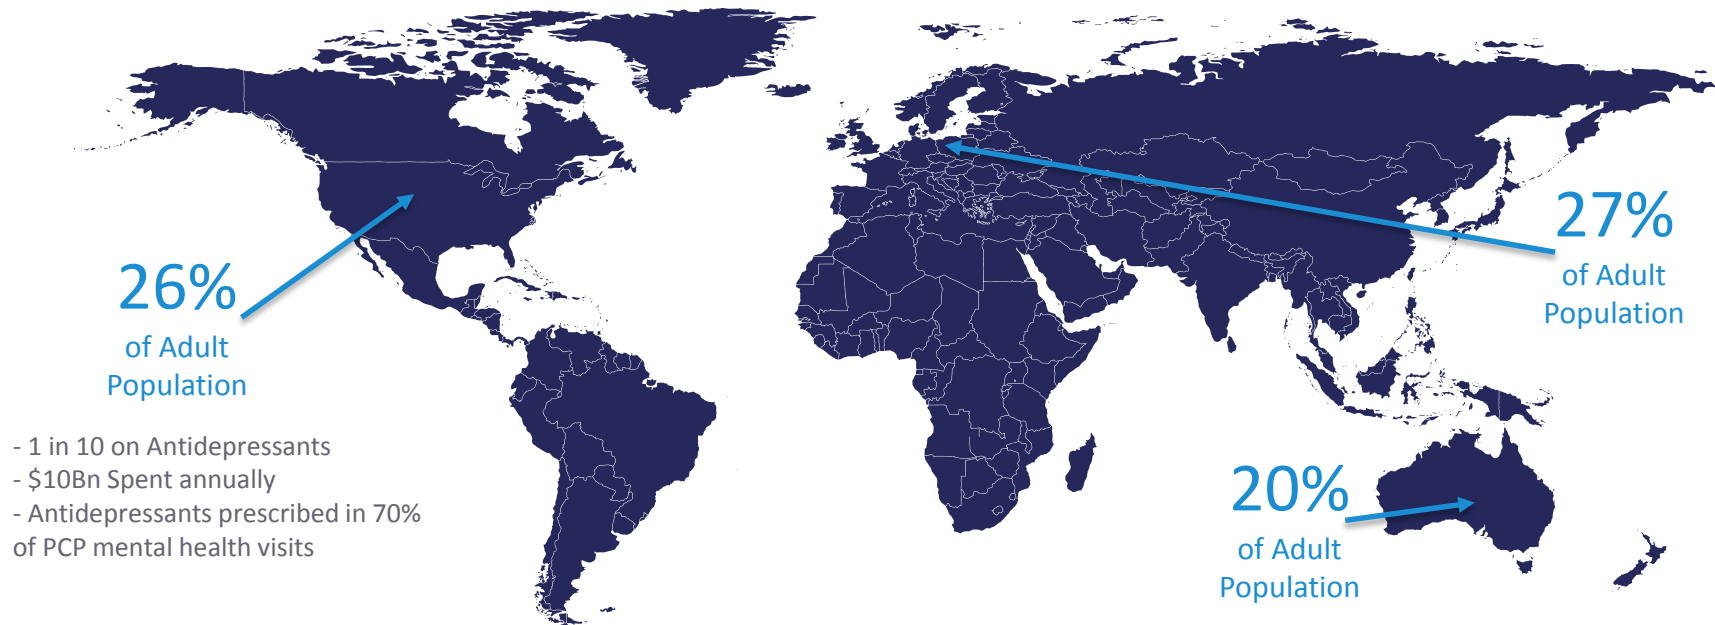 26%
of Adult
Population
- 1 in 10 on Antidepressants
- $10Bn Spent annually
- Antidepressants prescribed in 70%
of PCP mental health visits
27%
of Adult
Population
20%
of Adult
Population